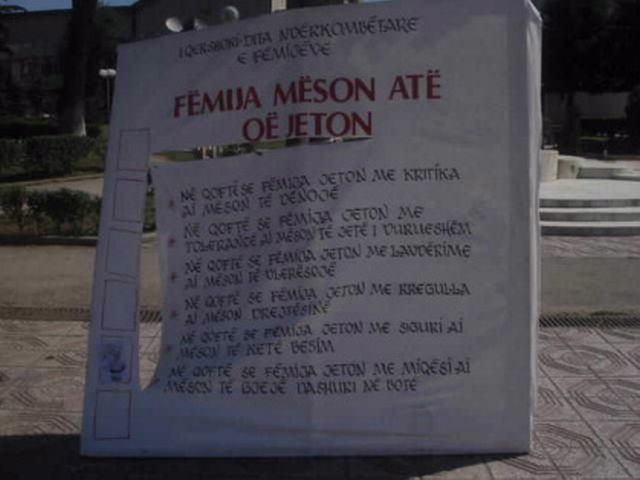 1 QERSHORI-DITA NDËRKOMBËTARE
E FËMIJËVE
FËMIJA MËSON ATË
QË JETON
* NË QOFTË SE FËMIJA JETON ME KRITIKA
AI MËSON TË DËNOJË
* NË QOFTË SE FËMIJA JETON ME
TOLERANCË AI MËSON TË JETË I DURUESHËM
* NË QOFTË SE FËMIJA JETON ME LAVDËRIME
AI MËSON TË VLERËSOJË
* NË QOFTË SE FËMIJA JETON ME RREGULLA
AI MËSON DREJTËSINË
* NË QOFTË SE FËMIJA JETON ME SIGURI AI
MËSON TË KETË BESIM
* NË QOFTË SE FËMIJA JETON ME MIQËSI AI
MËSON TË GJEJË DASHURI NË BOTË